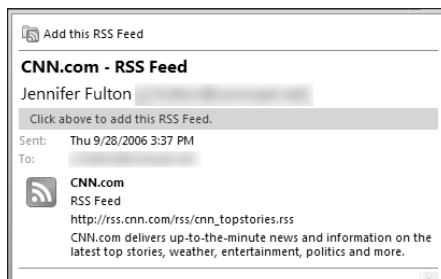 Add this RSS Feed
CNN.com - RSS Feed
Jennifer Fulton
Click above to add this RSS Feed.
Sent: Thu 9/28/2006 3:37 PM
To:
CNN.com
RSS Feed
http://rss.cnn.com/rss/cnn_topstories.rss
CNN.com delivers up-to-the-minute news and information on the
latest top stories, weather, entertainment, politics and more.